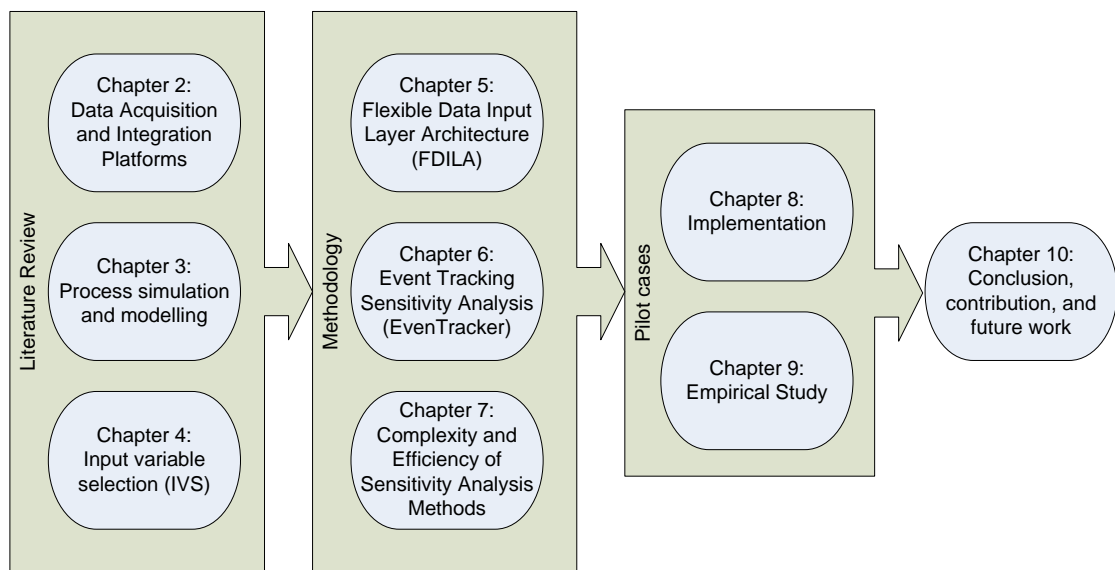 Literature Review
Chapter 2:
Data Acquisition
and Integration
Platforms
Chapter 3:
Process simulation
and modelling
Chapter 4:
Input variable
selection (IVS)
Methodology
Chapter 5:
Flexible Data Input
Layer Architecture
(FDILA)
Chapter 6:
Event Tracking
Sensitivity Analysis
(EvenTracker)
Chapter 7:
Complexity and
Efficiency of
Sensitivity Analysis
Methods
Pilot cases
Chapter 8:
Implementation
Chapter 9:
Empirical Study
Chapter 10:
Conclusion,
contribution, and
future work